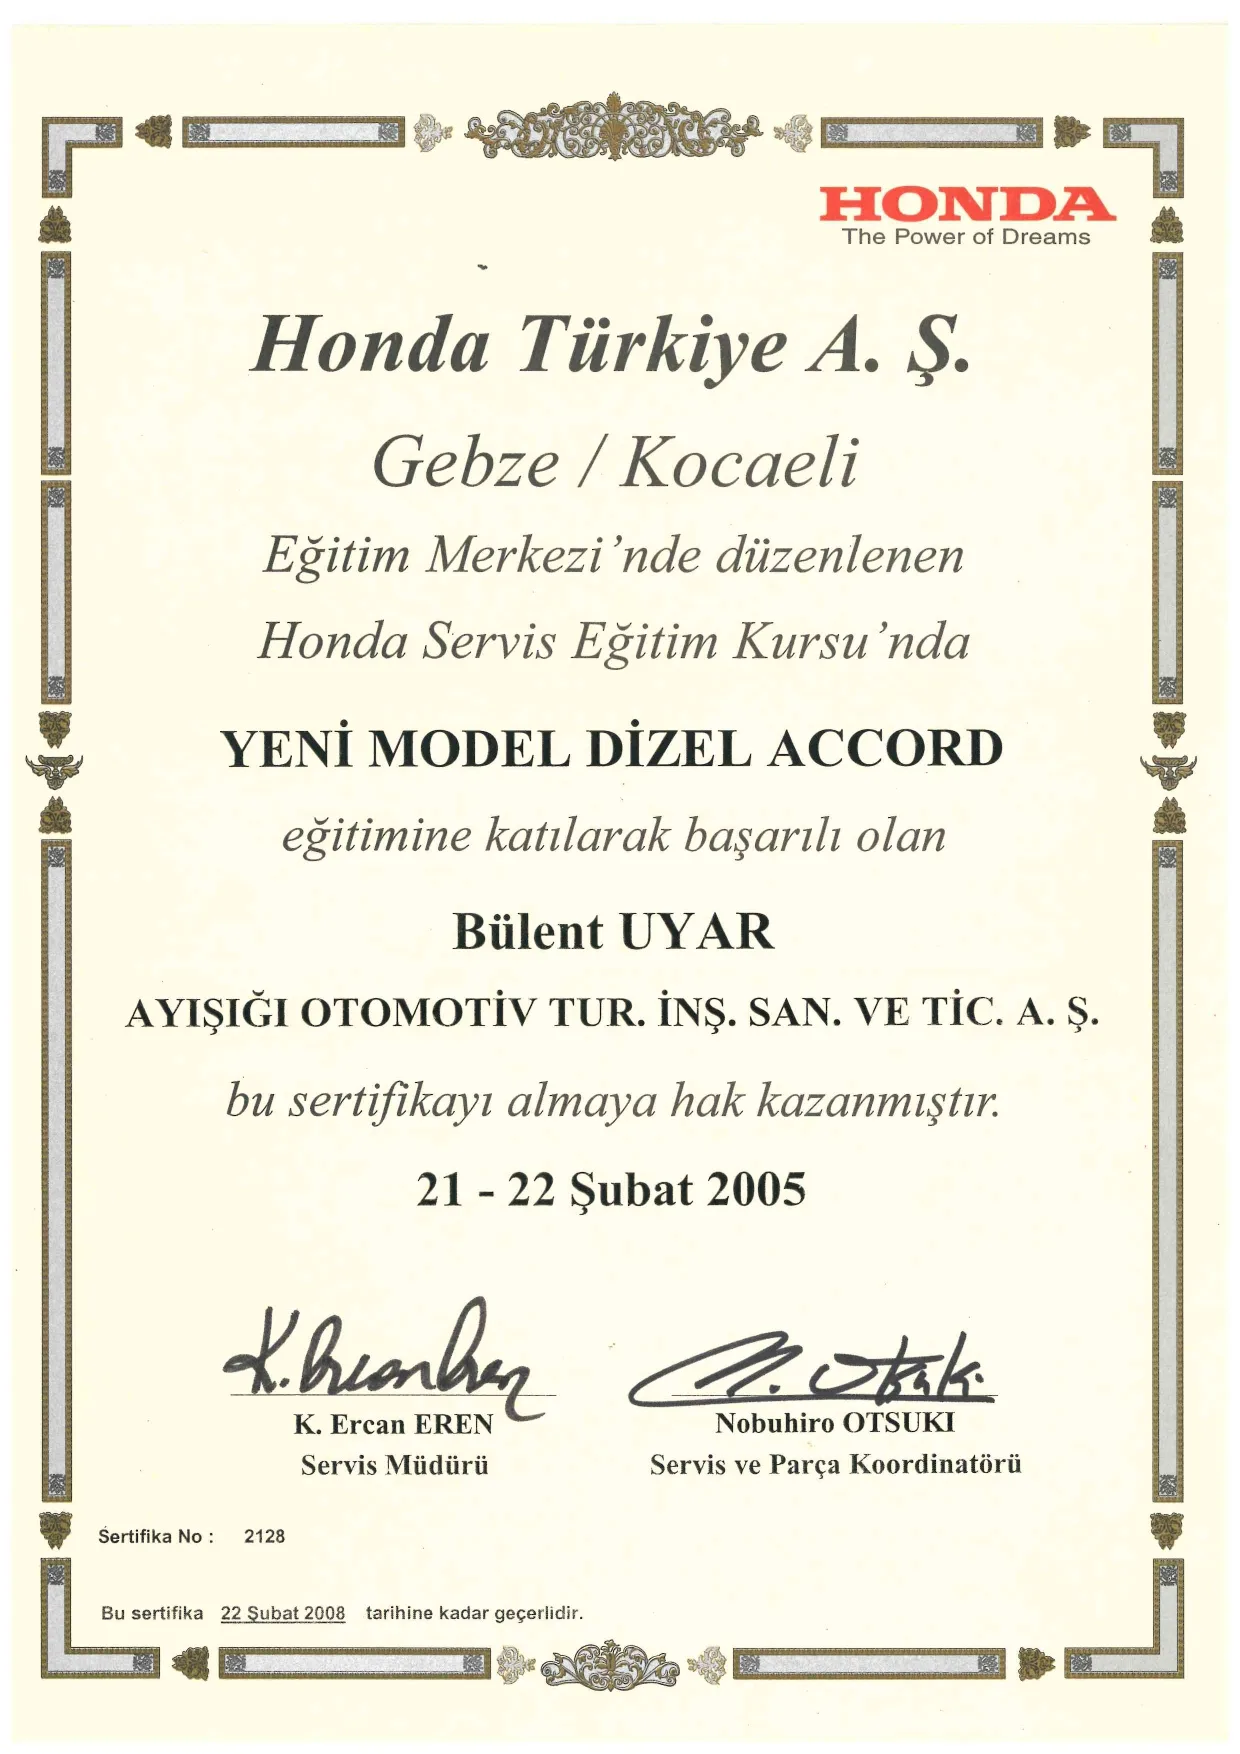 HONDA
The Power of Dreams
Honda Türkiye A. Ş.
Gebze / Kocaeli
Eğitim Merkezi'nde düzenlenen
Honda Servis Eğitim Kursu'nda
YENİ MODEL DİZEL ACCORD
eğitimine katılarak başarılı olan
Bülent UYAR
AYIŞIĞI OTOMOTİV TUR. İNŞ. SAN. VE TİC. A. Ş.
bu sertifikayı almaya hak kazanmıştır.
21 - 22 Şubat 2005
K. Ercan Eren N. Otsuki
K. Ercan EREN Nobuhiro OTSUKI
Servis Müdürü Servis ve Parça Koordinatörü
Sertifika No : 2128
Bu sertifika 22 Şubat 2008 tarihine kadar geçerlidir.